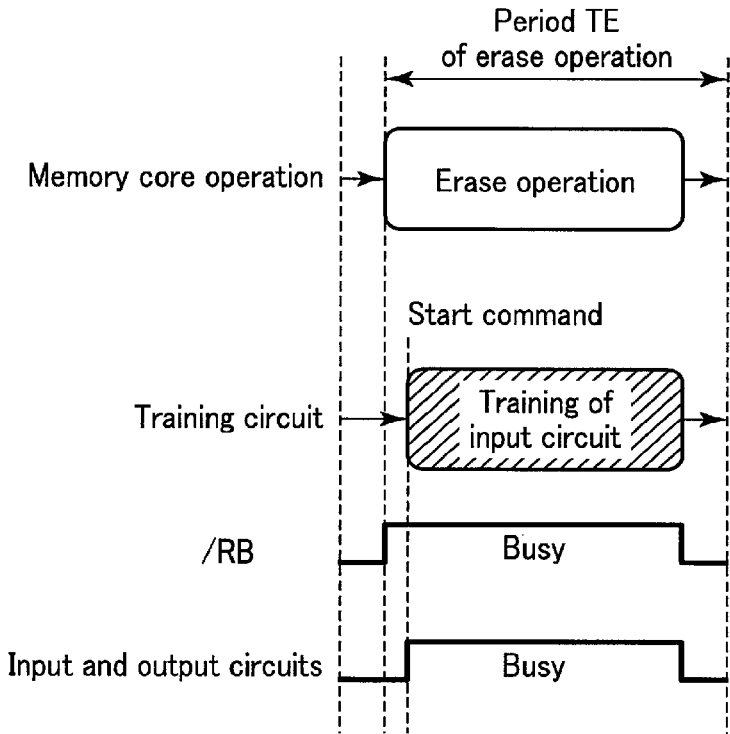 Period TE
of erase operation
Memory core operation
Erase operation
Start command
Training circuit
Training of
input circuit
/RB
Busy
Input and output circuits
Busy